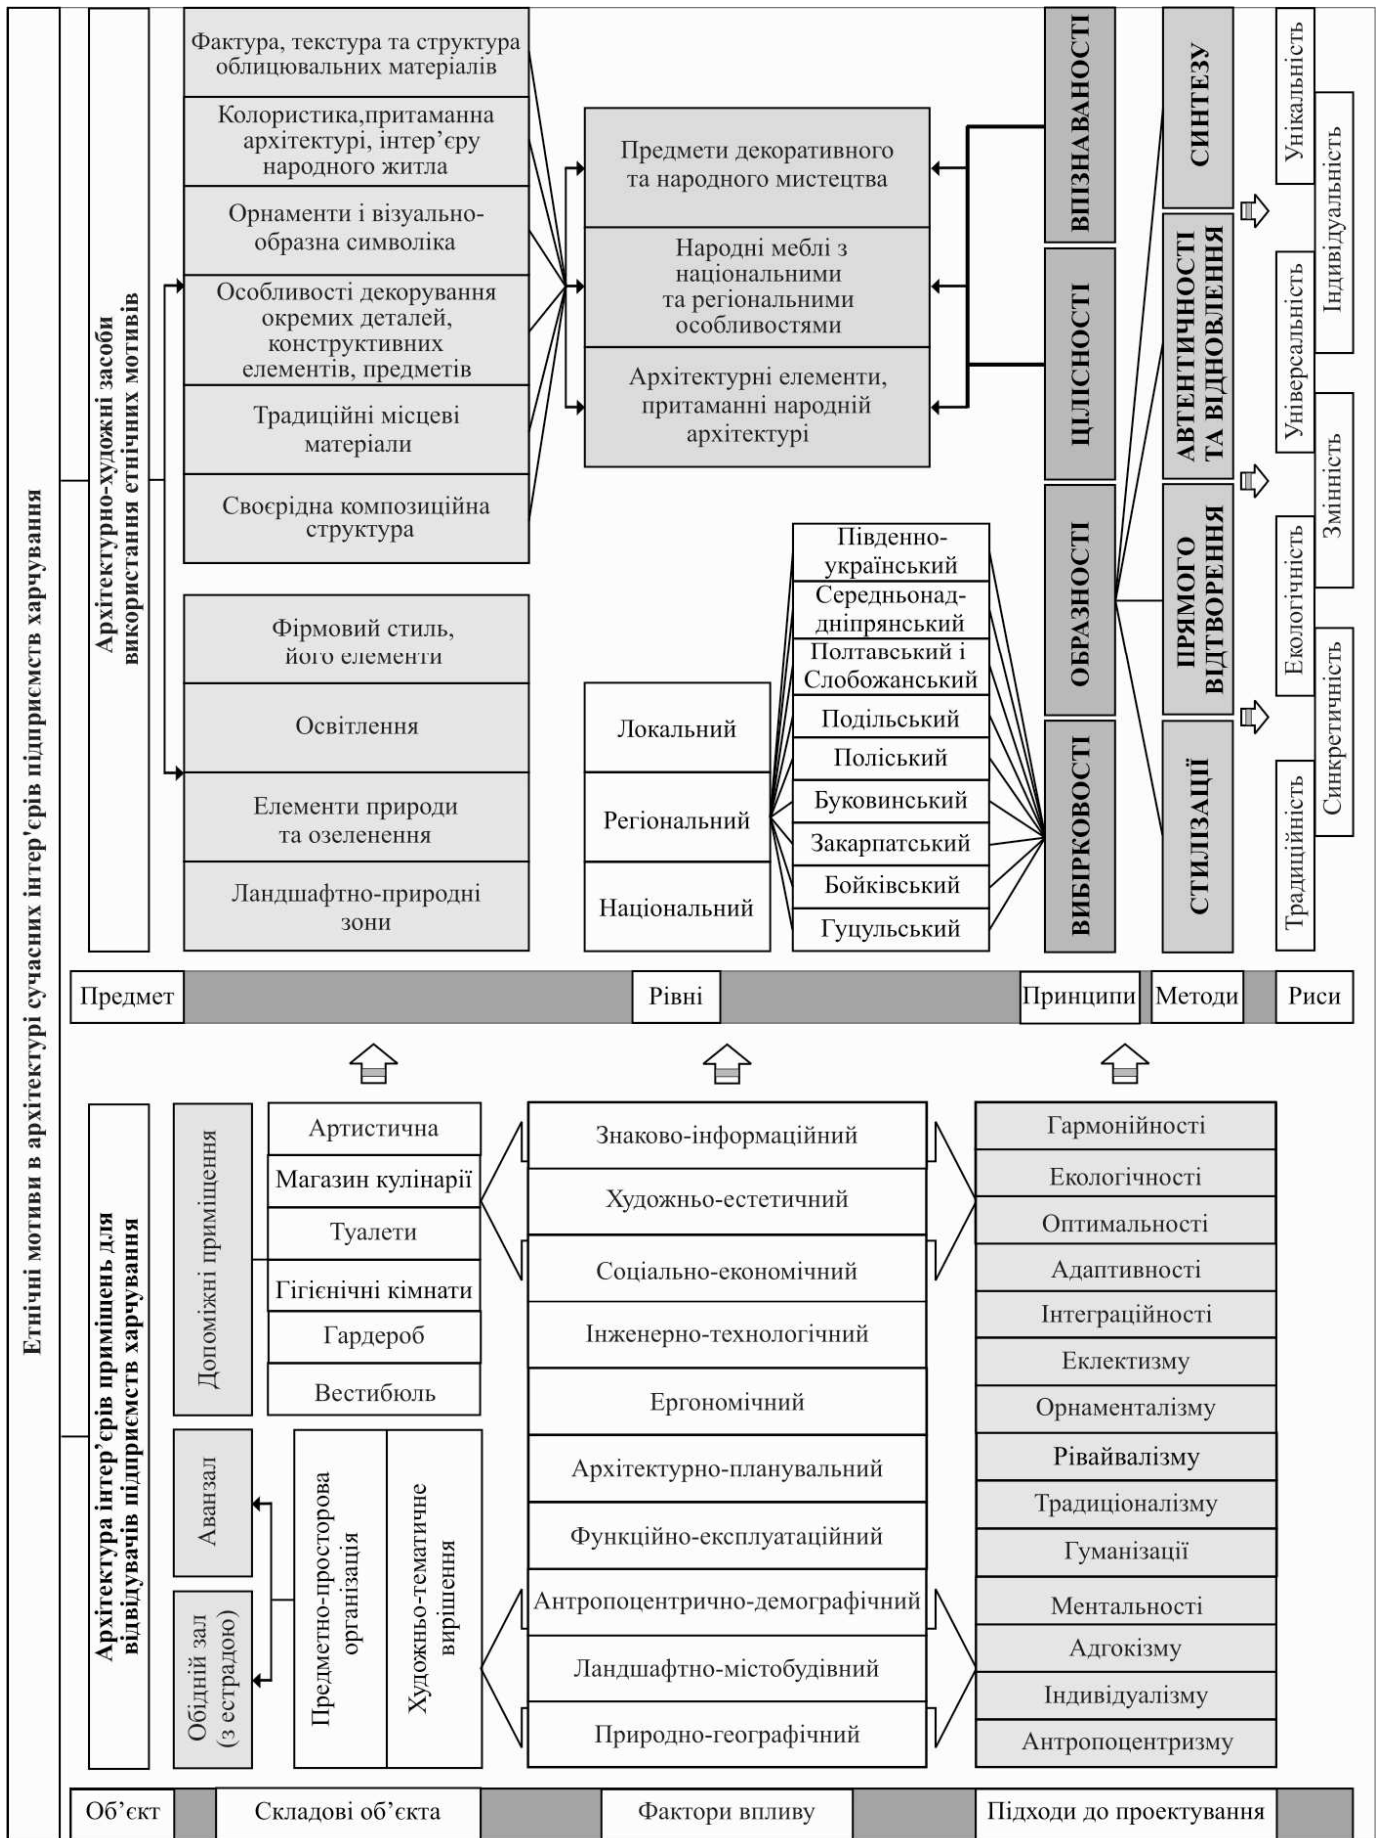 Етнічні мотиви в архітектурі сучасних інтер’єрів підприємств харчування
Архітектурно-художні засоби
використання етнічних мотивів
Фактура, текстура та структура
облицювальних матеріалів
Колористика,притаманна
архітектурі, інтер’єру
народного житла
Орнаменти і візуально-
образна символіка
Особливості декорування
окремих деталей,
конструктивних
елементів, предметів
Традиційні місцеві
матеріали
Своєрідна композиційна
структура
Фірмовий стиль,
його елементи
Освітлення
Елементи природи
та озеленення
Ландшафтно-природні
зони
Предмети декоративного
та народного мистецтва
Народні меблі з
національними
та регіональними
особливостями
Архітектурні елементи,
притаманні народній
архітектурі
Локальний
Регіональний
Національний
Південно-
український
Середньонад-
дніпрянський
Полтавський і
Слобожанський
Подільський
Поліський
Буковинський
Закарпатський
Бойківський
Гуцульський
ВПІЗНАВАНОСТІ
ЦІЛІСНОСТІ
ОБРАЗНОСТІ
ВИБІРКОВОСТІ
СИНТЕЗУ
АВТЕНТИЧНОСТІ
ТА ВІДНОВЛЕННЯ
ПРЯМОГО
ВІДТВОРЕННЯ
СТИЛІЗАЦІЇ
Унікальність
Індивідуальність
Універсальність
Змінність
Екологічність
Синкретичність
Традиційність
Предмет
Рівні
Принципи
Методи
Риси
Архітектура інтер’єрів приміщень для
відвідувачів підприємств харчування
Допоміжні приміщення
Аванзал
Обідній зал
(з естрадою)
Артистична
Магазин кулінарії
Туалети
Гігієнічні кімнати
Гардероб
Вестибюль
Предметно-просторова
організація
Художньо-тематичне
вирішення
Знаково-інформаційний
Художньо-естетичний
Соціально-економічний
Інженерно-технологічний
Ергономічний
Архітектурно-планувальний
Функційно-експлуатаційний
Антропоцентрично-демографічний
Ландшафтно-містобудівний
Природно-географічний
Гармонійності
Екологічності
Оптимальності
Адаптивності
Інтеграційності
Еклектизму
Орнаменталізму
Рівайвалізму
Традиціоналізму
Гуманізації
Ментальності
Адгокізму
Індивідуалізму
Антропоцентризму
Об’єкт
Складові об’єкта
Фактори впливу
Підходи до проектування